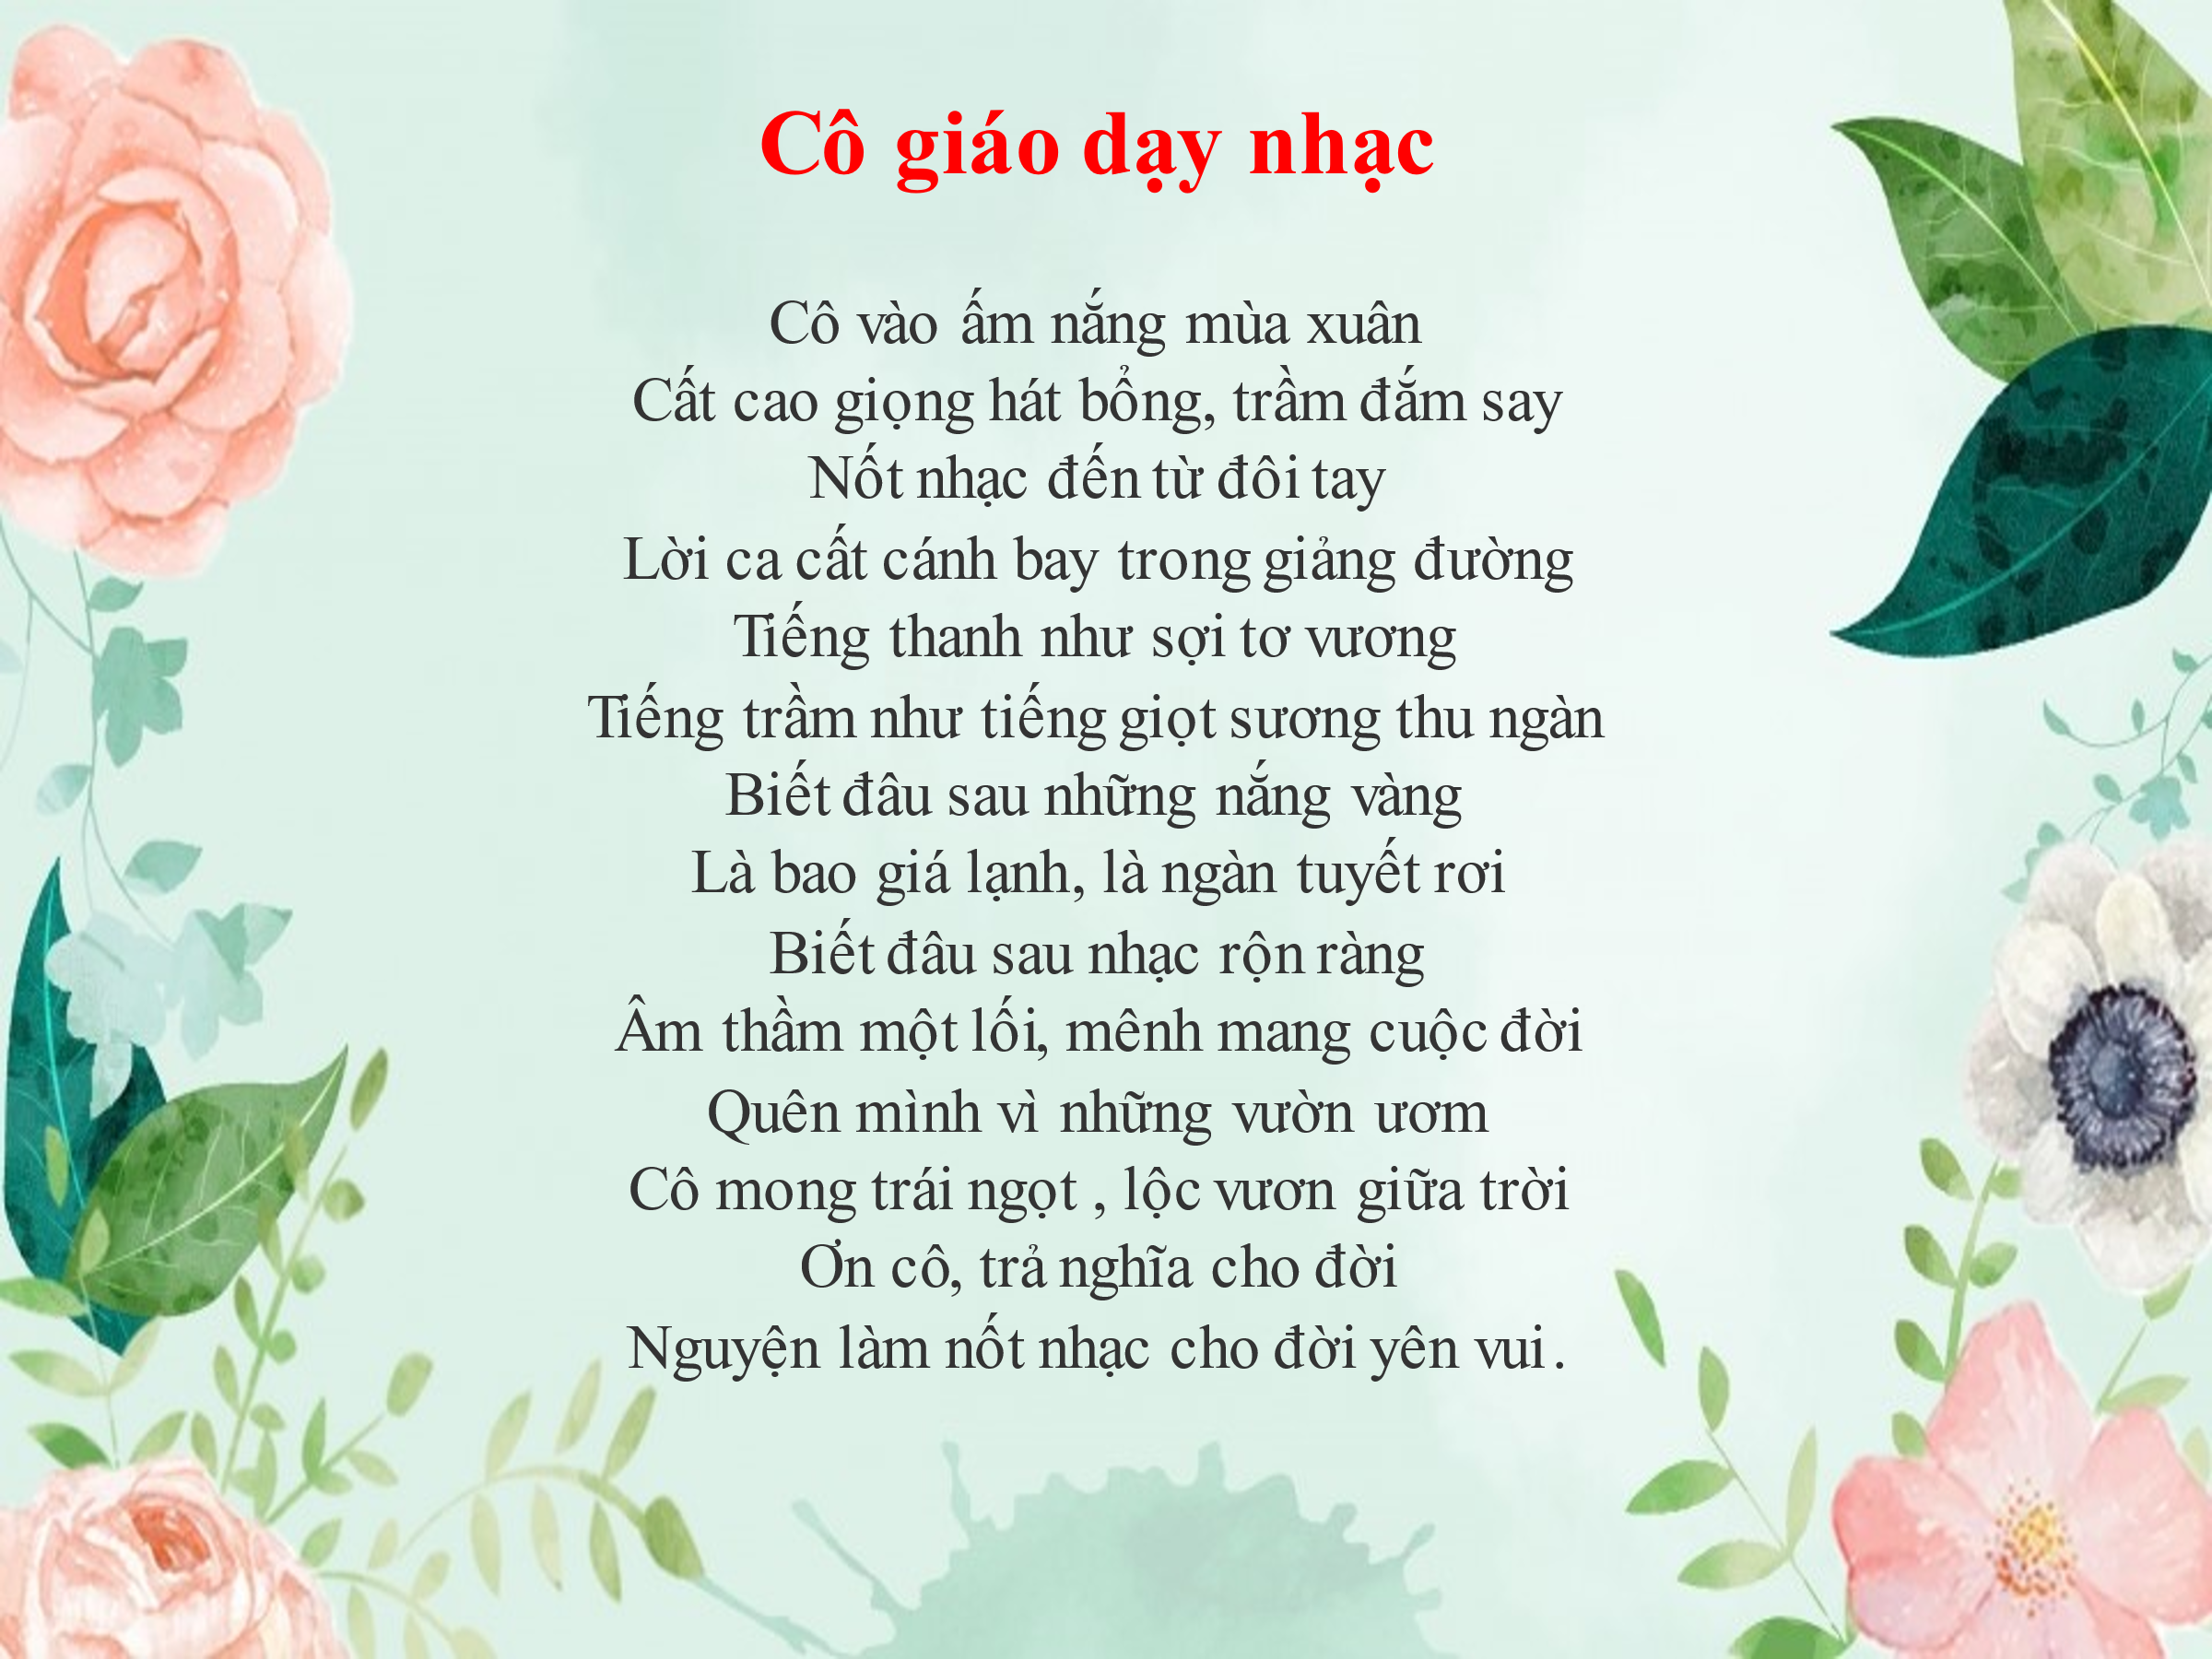 Cô giáo dạy nhạc
Cô vào ấm nắng mùa xuân
Cất cao giọng hát bổng, trầm đắm say
Nốt nhạc đến từ đôi tay
Lời ca cất cánh bay trong giảng đường
Tiếng thanh như sợi tơ vương
Tiếng trầm như tiếng giọt sương thu ngàn
Biết đâu sau những nắng vàng
Là bao giá lạnh, là ngàn tuyết rơi
Biết đâu sau nhạc rộn ràng
Âm thầm một lối, mênh mang cuộc đời
Quên mình vì những vườn ươm
Cô mong trái ngọt , lộc vươn giữa trời
Ơn cô, trả nghĩa cho đời
Nguyện làm nốt nhạc cho đời yên vui.